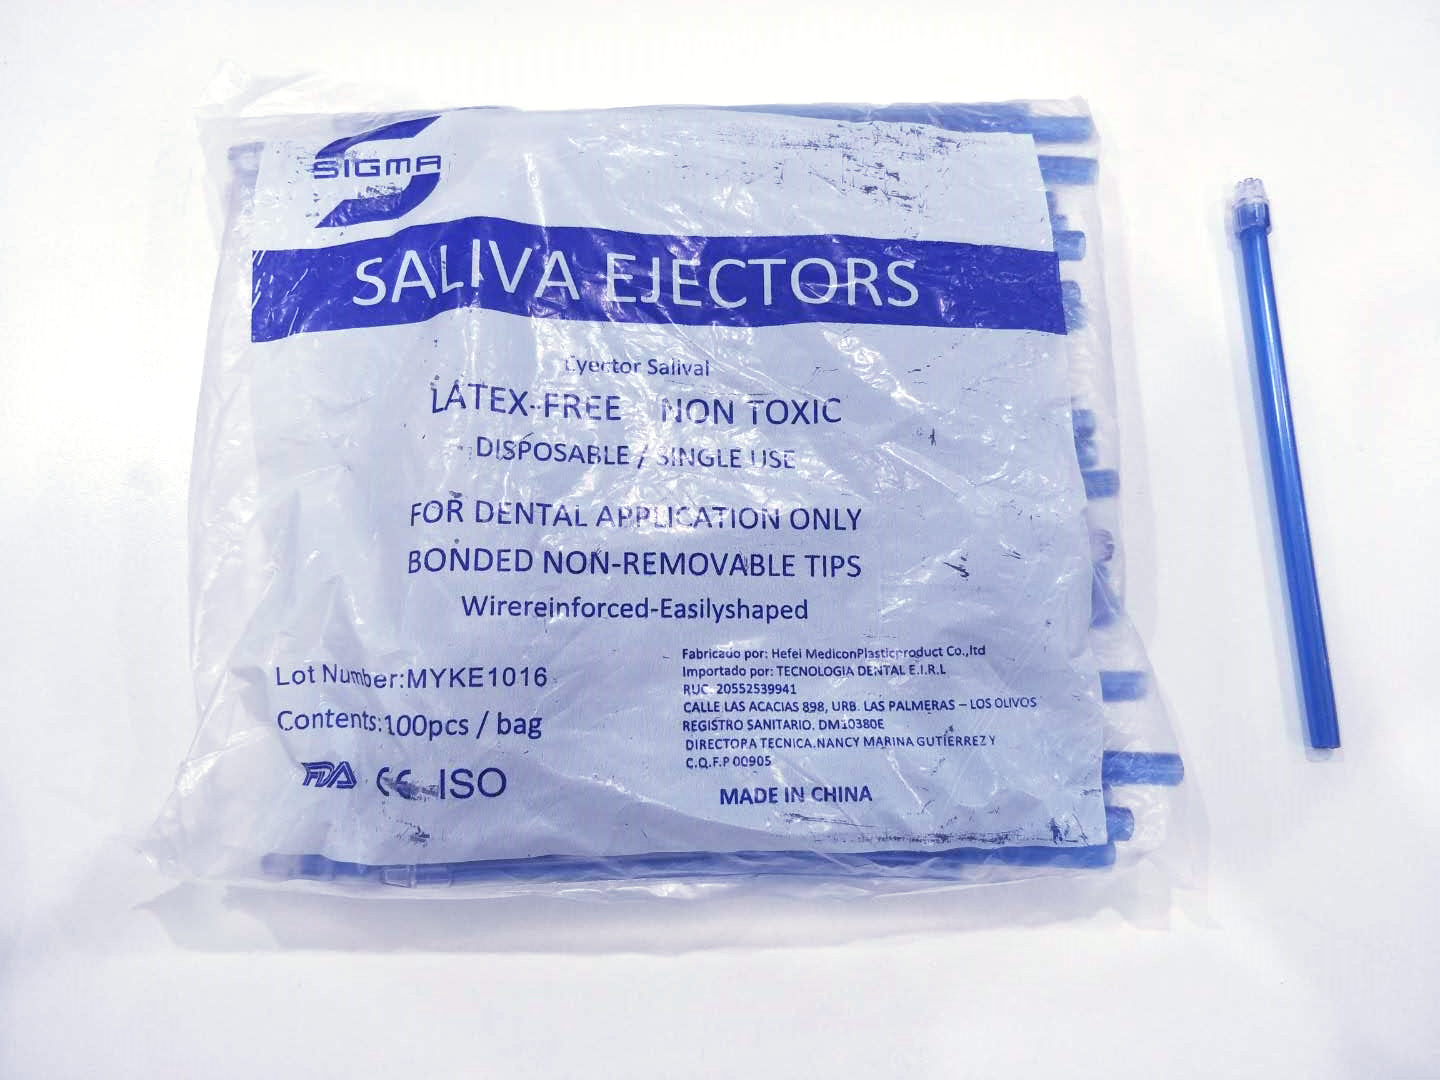 SIGMA
SALIVA EJECTORS
Eyector Salival
LATEX-FREE NON TOXIC
DISPOSABLE / SINGLE USE
FOR DENTAL APPLICATION ONLY
BONDED NON-REMOVABLE TIPS
Wirereinforced-Easilyshaped
Lot Number:MYKE1016
Contents:100pcs / bag
FDA CE ISO
Fabricado por: Hefei MediconPlasticproduct Co.,ltd
Importado por: TECNOLOGIA DENTAL E.I.R.L
RUC: 20552539941
CALLE LAS ACACIAS 898, URB. LAS PALMERAS – LOS OLIVOS
REGISTRO SANITARIO. DM10380E
DIRECTORA TECNICA.NANCY MARINA GUTIERREZ Y
C.Q.F.P 00905
MADE IN CHINA